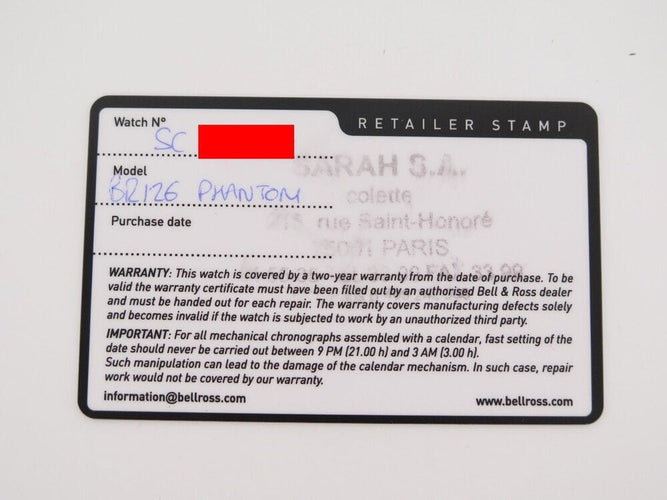 Watch Nº
SC
RETAILER STAMP
SARAH S.A.
Model
BR126 PHANTOM
colette
213, rue Saint-Honoré
Purchase date
75001 PARIS
WARRANTY: This watch is covered by a two-year warranty from the date of purchase. To be
valid the warranty certificate must have been filled out by an authorised Bell & Ross dealer
and must be handed out for each repair. The warranty covers manufacturing defects solely
and becomes invalid if the watch is subjected to work by an unauthorized third party.
IMPORTANT: For all mechanical chronographs assembled with a calendar, fast setting of the
date should never be carried out between 9 PM (21.00 h) and 3 AM (3.00 h).
Such manipulation can lead to the damage of the calendar mechanism. In such case, repair
work would not be covered by our warranty.
information@bellross.com
www.bellross.com